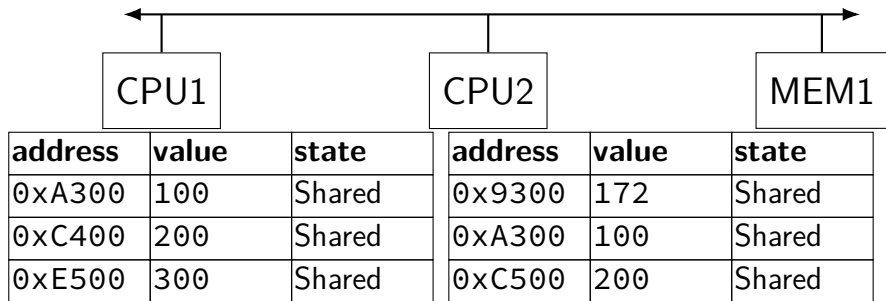 CPU1 CPU2 MEM1
address value state address value state
0xA300 100 Shared 0x9300 172 Shared
0xC400 200 Shared 0xA300 100 Shared
0xE500 300 Shared 0xC500 200 Shared